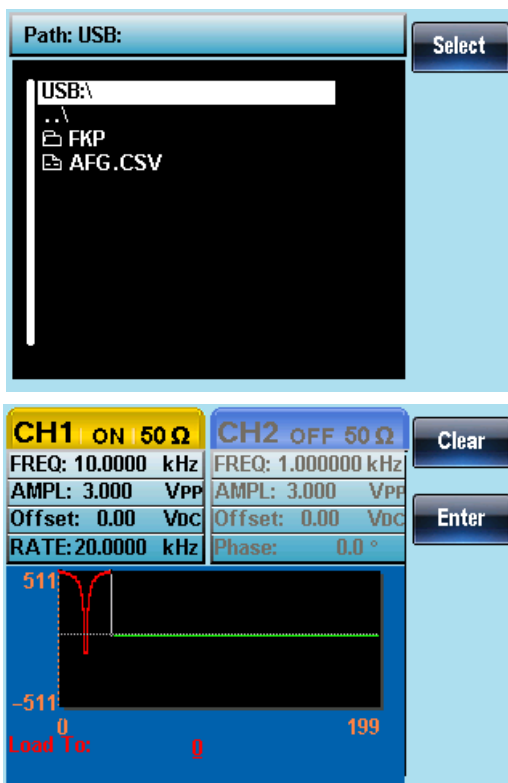 Path: USB:
Select
USB:\
..\
FKP
AFG.CSV
CH1 ON 50 Ω CH2 OFF 50 Ω
Clear
FREQ: 10.0000 kHz FREQ: 1.000000 kHz
AMPL: 3.000 VPP AMPL: 3.000 VPP
Offset: 0.00 VDC Offset: 0.00 VDC
Enter
RATE: 20.0000 kHz Phase: 0.0 °
511
-511
0 199
Load To: 0